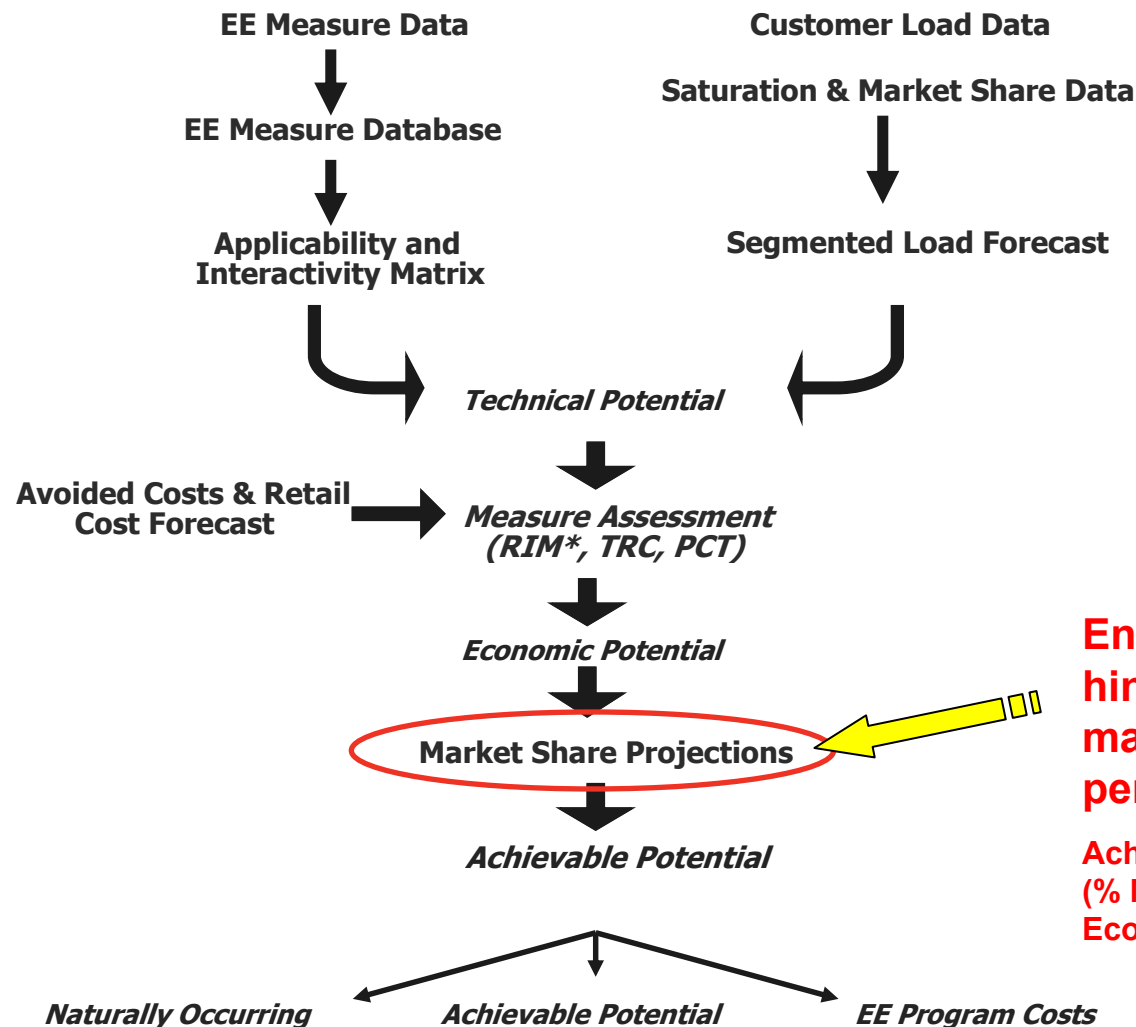 EE Measure Data
Customer Load Data
Saturation & Market Share Data
EE Measure Database
Applicability and
Interactivity Matrix
Segmented Load Forecast
Technical Potential
Avoided Costs & Retail
Cost Forecast
Measure Assessment
(RIM*, TRC, PCT)
Economic Potential
Market Share Projections
Achievable Potential
Naturally Occurring
Achievable Potential
EE Program Costs